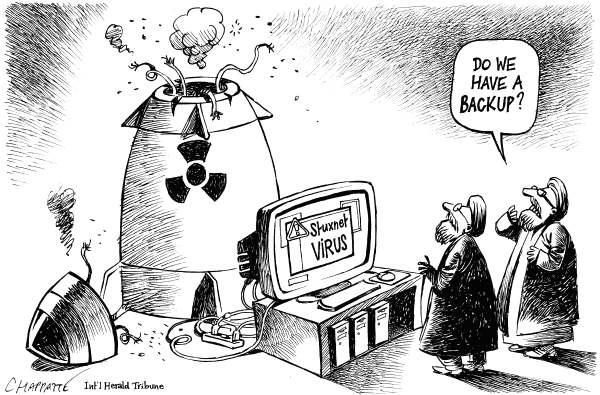 DO WE
HAVE A
BACKUP?
Stuxnet
VIRUS
CHAPPATTE Int'l Herald Tribune